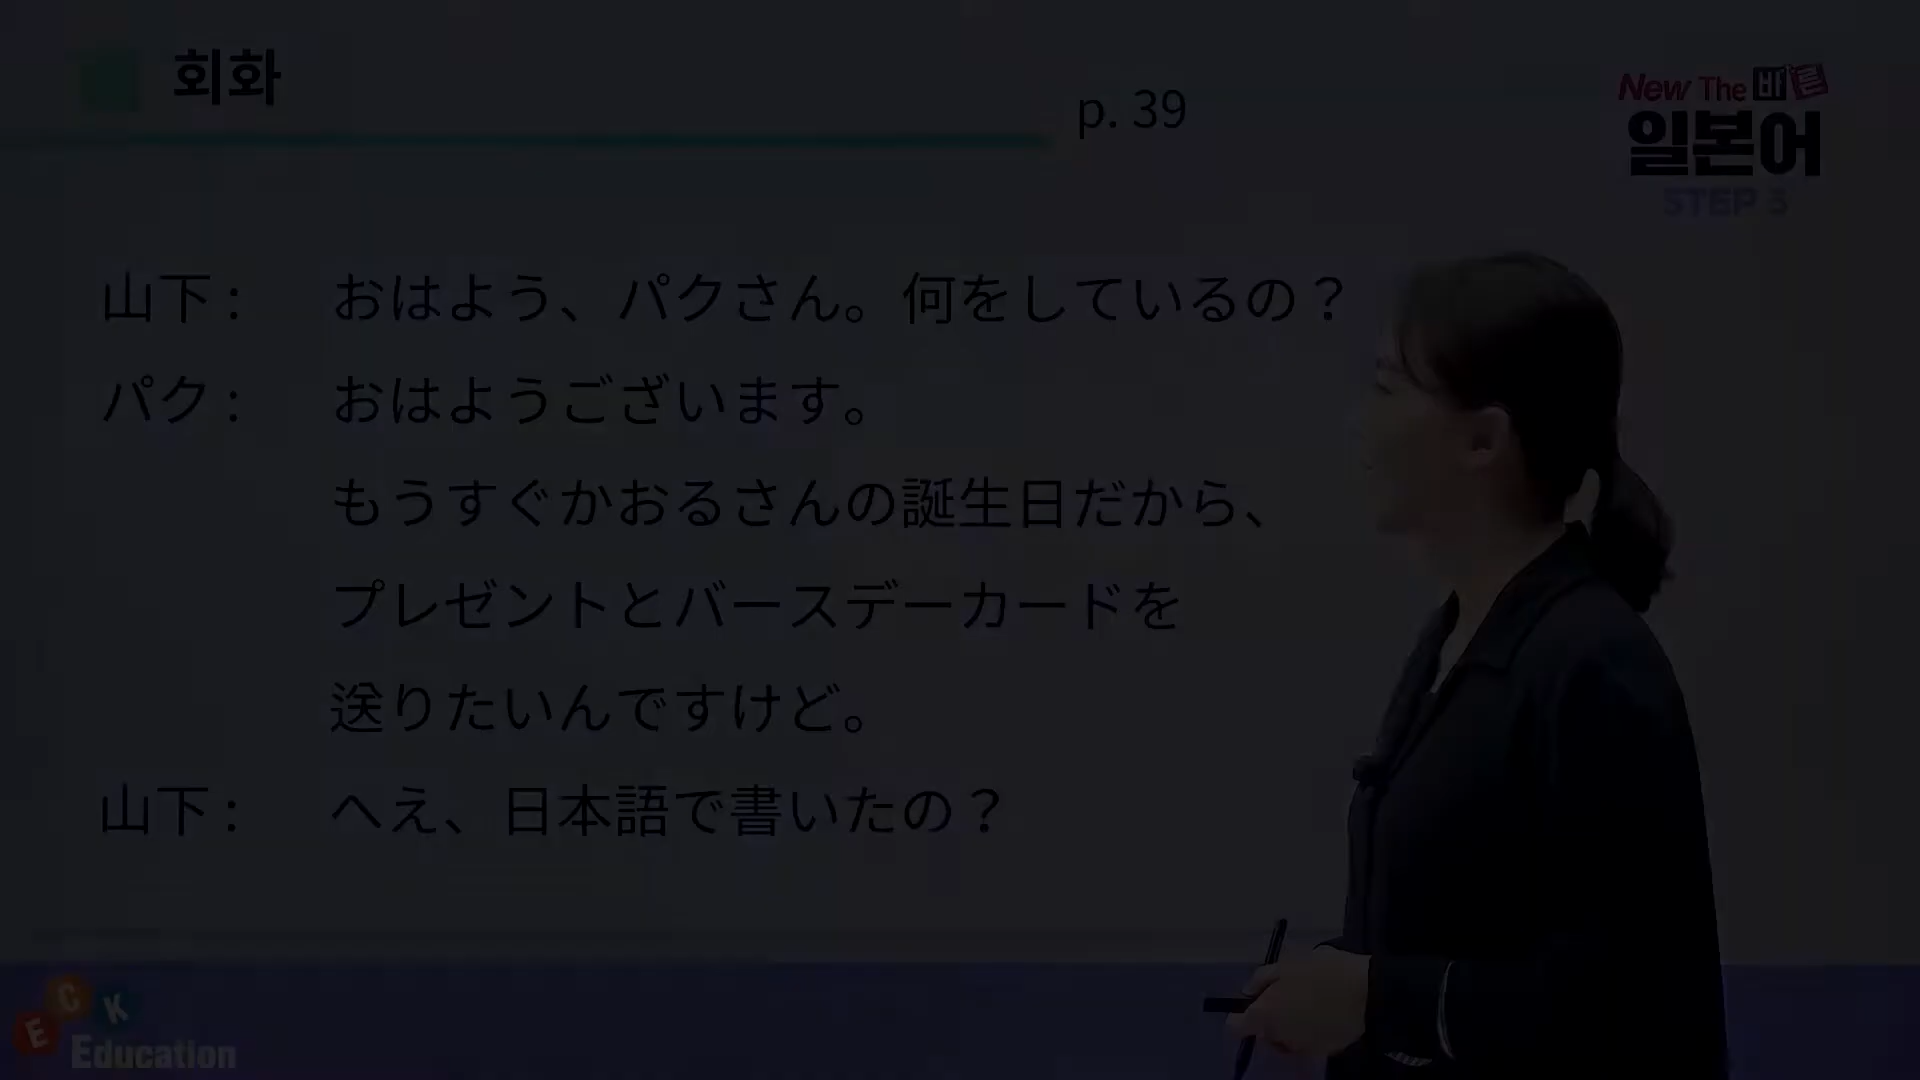 회화
p. 39
New The 바른
일본어
STEP 3
山下 : おはよう、パクさん。何をしているの？
パク : おはようございます。
もうすぐかおるさんの誕生日だから、
プレゼントとバースデーカードを
送りたいんですけど。
山下 : へえ、日本語で書いたの？
ECK
Education